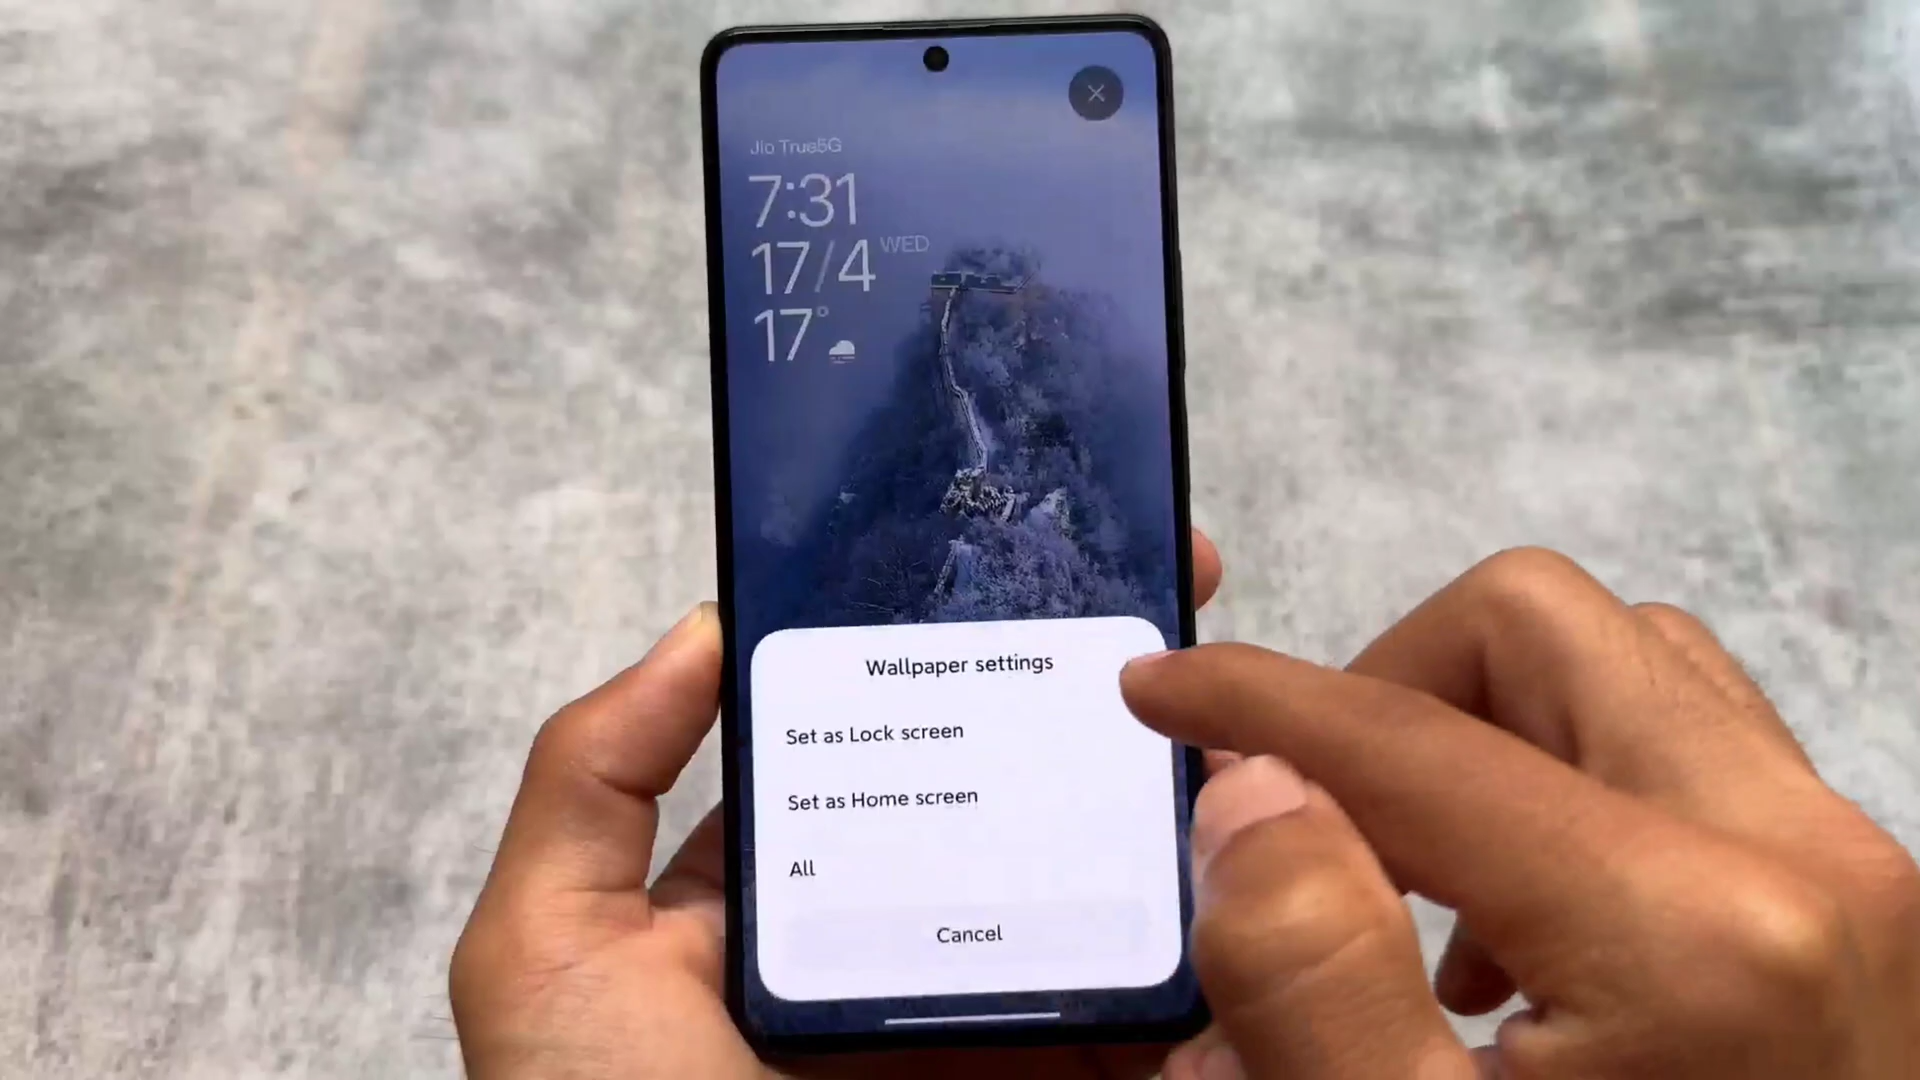 Jio True5G
7:31
17/4 WED
17°
Wallpaper settings
Set as Lock screen
Set as Home screen
All
Cancel